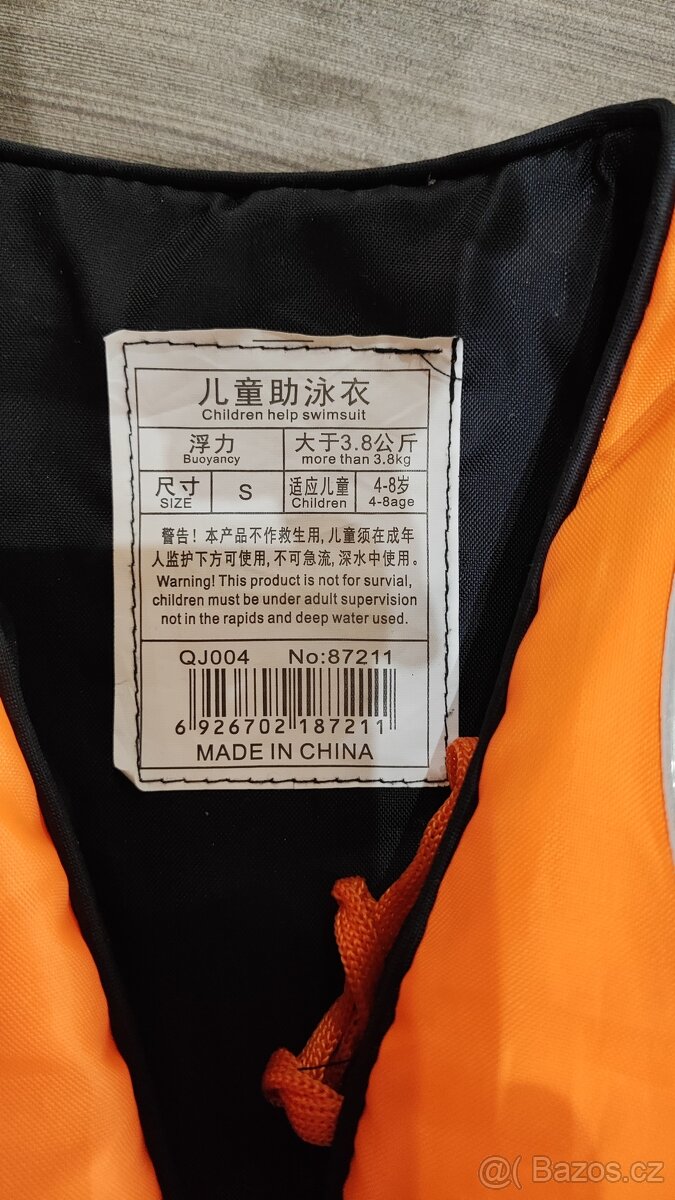 儿童助泳衣
Children help swimsuit
浮力 大于3.8公斤
Buoyancy more than 3.8kg
尺寸 S 适应儿童 4-8岁
SIZE Children 4-8age
警告！本产品不作救生用，儿童须在成年
人监护下方可使用，不可急流，深水中使用。
Warning! This product is not for survial,
children must be under adult supervision
not in the rapids and deep water used.
QJ004 No:87211
6 926702 187211
MADE IN CHINA
@( Bazos.cz